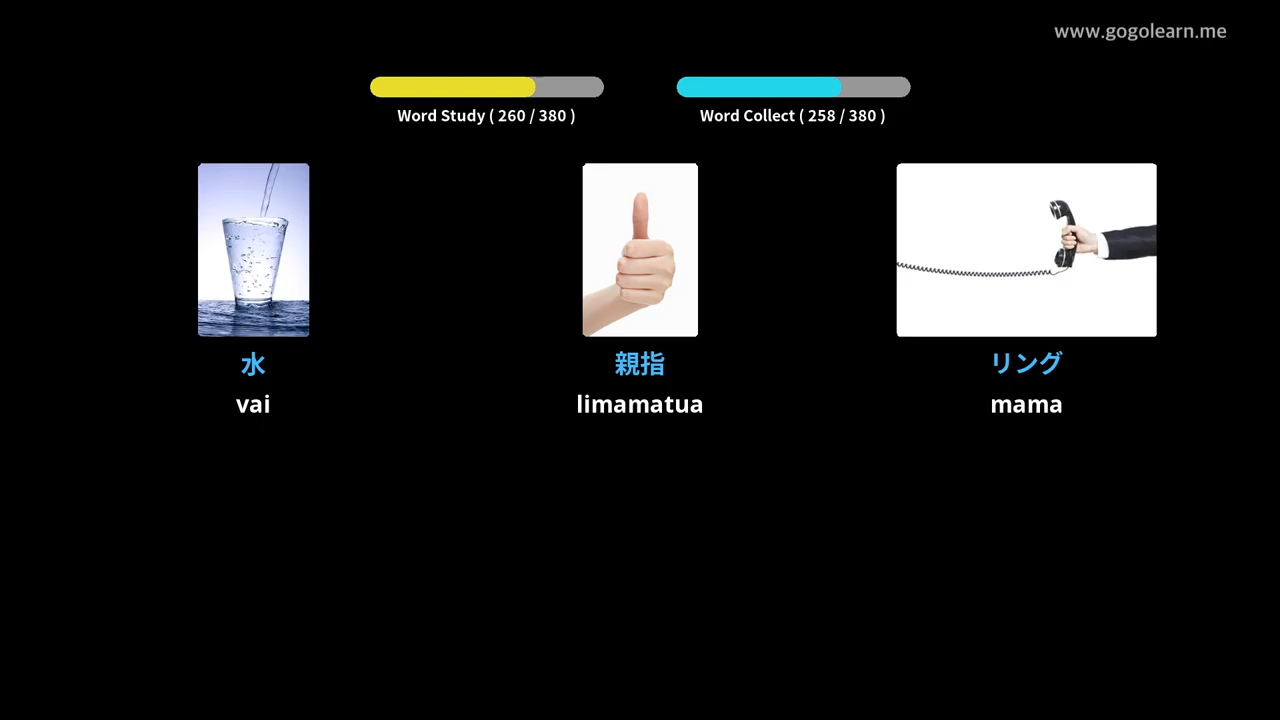 www.gogolearn.me
Word Study ( 260 / 380 )
Word Collect ( 258 / 380 )
水
親指
リング
vai
limamatua
mama